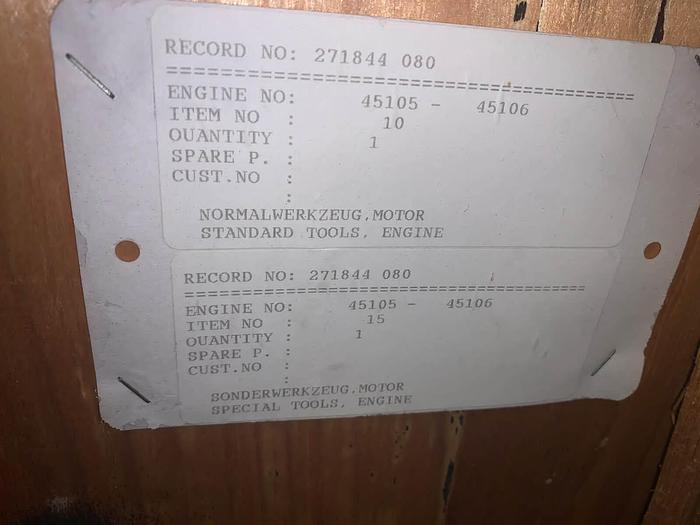 RECORD NO: 271844 080
==========================================
ENGINE NO: 45105 - 45106
ITEM NO : 10
QUANTITY : 1
SPARE P. :
CUST.NO :
:
NORMALWERKZEUG,MOTOR
STANDARD TOOLS, ENGINE
RECORD NO: 271844 080
==========================================
ENGINE NO: 45105 - 45106
ITEM NO : 15
QUANTITY : 1
SPARE P. :
CUST.NO :
:
SONDERWERKZEUG,MOTOR
SPECIAL TOOLS, ENGINE